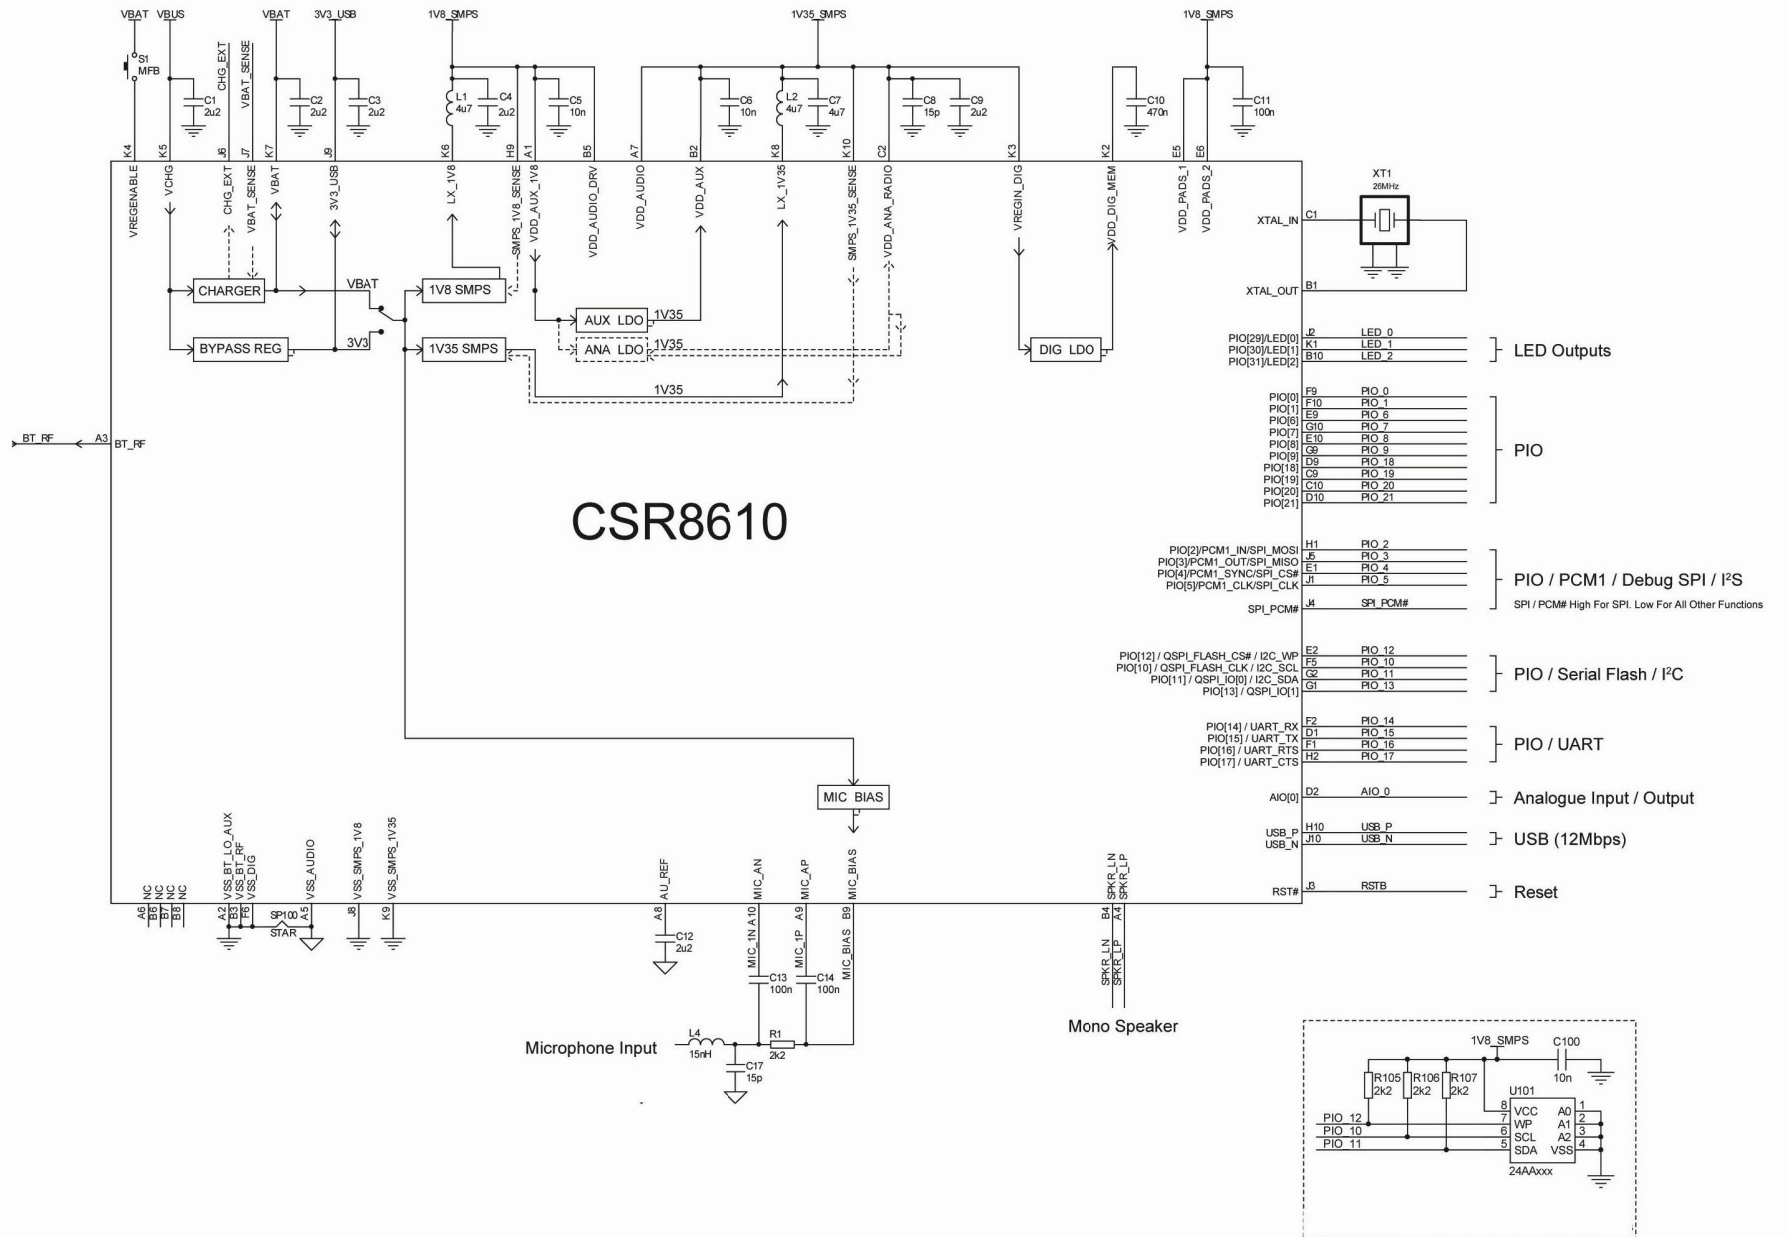 VBAT VBUS VBAT 3V3_USB 1V8_SMPS 1V35_SMPS 1V8_SMPS
S1
MFB
CHG_EXT
VBAT_SENSE
C1
2u2
C2
2u2
C3
2u2
L1
4u7
C4
2u2
C5
10n
C6
10n
L2
4u7
C7
4u7
C8
15p
C9
2u2
C10
470n
C11
100n
K4 K5 J6 J7 K7 J9 K6 H9 A1 B5 A7 B2 K8 K10 C2 K3 K2 E5 E6
VREGENABLE
VCHG
CHG_EXT
VBAT_SENSE
VBAT
3V3_USB
LX_1V8
SMPS_1V8_SENSE
VDD_AUX_1V8
VDD_AUDIO_DRV
VDD_AUDIO
VDD_AUX
LX_1V35
SMPS_1V35_SENSE
VDD_ANA_RADIO
VREGIN_DIG
VDD_DIG_MEM
VDD_PADS_1
VDD_PADS_2
XT1
26MHz
XTAL_IN C1
XTAL_OUT B1
CHARGER
VBAT
1V8 SMPS
AUX LDO
1V35
BYPASS REG
3V3
1V35 SMPS
ANA LDO
1V35
DIG LDO
1V35
PIO[29]/LED[0] J2 LED_0
PIO[30]/LED[1] K1 LED_1
PIO[31]/LED[2] B10 LED_2
LED Outputs
PIO[0] F9 PIO_0
PIO[1] F10 PIO_1
PIO[6] E9 PIO_6
PIO[7] G10 PIO_7
PIO[8] E10 PIO_8
PIO[9] G9 PIO_9
PIO[18] D9 PIO_18
PIO[19] C9 PIO_19
PIO[20] C10 PIO_20
PIO[21] D10 PIO_21
PIO
BT_RF A3 BT_RF
CSR8610
PIO[2]/PCM1_IN/SPI_MOSI H1 PIO_2
PIO[3]/PCM1_OUT/SPI_MISO J5 PIO_3
PIO[4]/PCM1_SYNC/SPI_CS# E1 PIO_4
PIO[5]/PCM1_CLK/SPI_CLK J1 PIO_5
SPI_PCM# J4 SPI_PCM#
PIO / PCM1 / Debug SPI / I²S
SPI / PCM# High For SPI. Low For All Other Functions
PIO[12] / QSPI_FLASH_CS# / I2C_WP E2 PIO_12
PIO[10] / QSPI_FLASH_CLK / I2C_SCL F5 PIO_10
PIO[11] / QSPI_IO[0] / I2C_SDA G2 PIO_11
PIO[13] / QSPI_IO[1] G1 PIO_13
PIO / Serial Flash / I²C
PIO[14] / UART_RX F2 PIO_14
PIO[15] / UART_TX D1 PIO_15
PIO[16] / UART_RTS F1 PIO_16
PIO[17] / UART_CTS H2 PIO_17
PIO / UART
MIC BIAS
AIO[0] D2 AIO_0
Analogue Input / Output
USB_P H10 USB_P
USB_N J10 USB_N
USB (12Mbps)
RST# J3 RSTB
Reset
NC NC NC NC
VSS_BT_LO_AUX
VSS_BT_RF
VSS_DIG
VSS_AUDIO
VSS_SMPS_1V8
VSS_SMPS_1V35
AU_REF
MIC_AN
MIC_AP
MIC_BIAS
SPKR_LN
SPKR_LP
A6 B6 B7 B8 A2 B3 F6 A5 J8 K9 A8 A10 A9 B9 B4 A4
SP100
STAR
C12
2u2
MIC_1N
MIC_1P
MIC_BIAS
SPKR_LN
SPKR_LP
C13
100n
C14
100n
Mono Speaker
Microphone Input
L4
15nH
R1
2k2
C17
15p
1V8_SMPS
C100
10n
R105
2k2
R106
2k2
R107
2k2
U101
PIO_12
PIO_10
PIO_11
8 VCC A0 1
7 WP A1 2
6 SCL A2 3
5 SDA VSS 4
24AAxxx